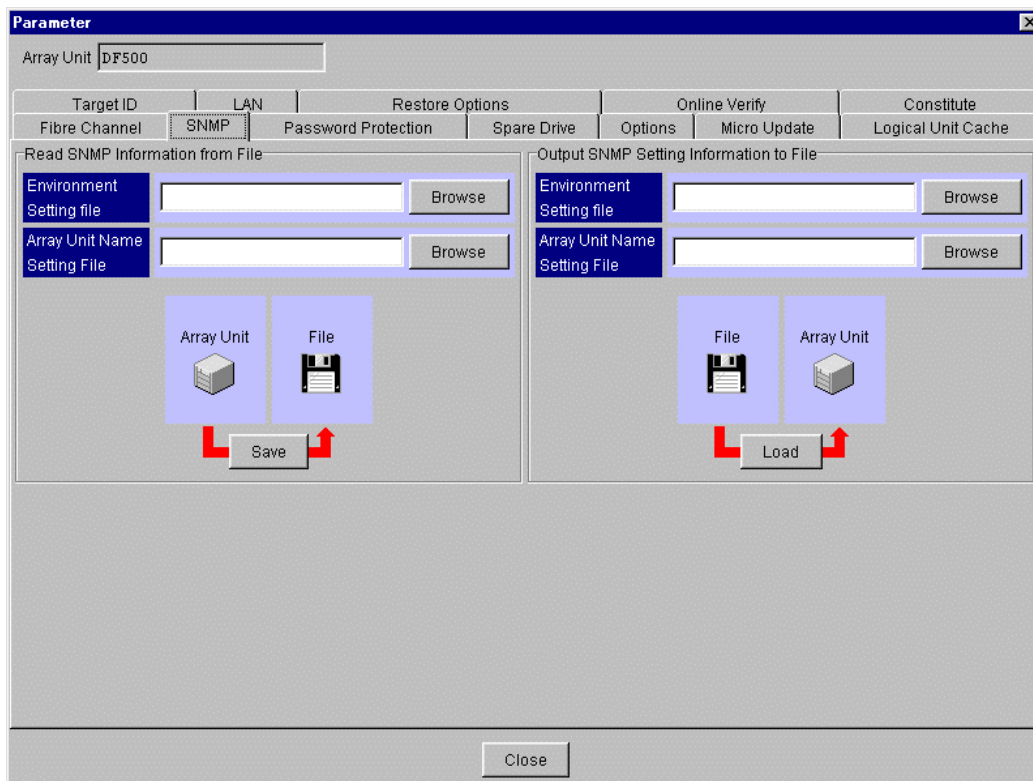 Parameter
Array Unit DF500
Target ID LAN Restore Options Online Verify Constitute
Fibre Channel SNMP Password Protection Spare Drive Options Micro Update Logical Unit Cache
Read SNMP Information from File
Environment
Setting file
Browse
Array Unit Name
Setting File
Browse
Array Unit File
Save
Output SNMP Setting Information to File
Environment
Setting file
Browse
Array Unit Name
Setting File
Browse
File Array Unit
Load
Close